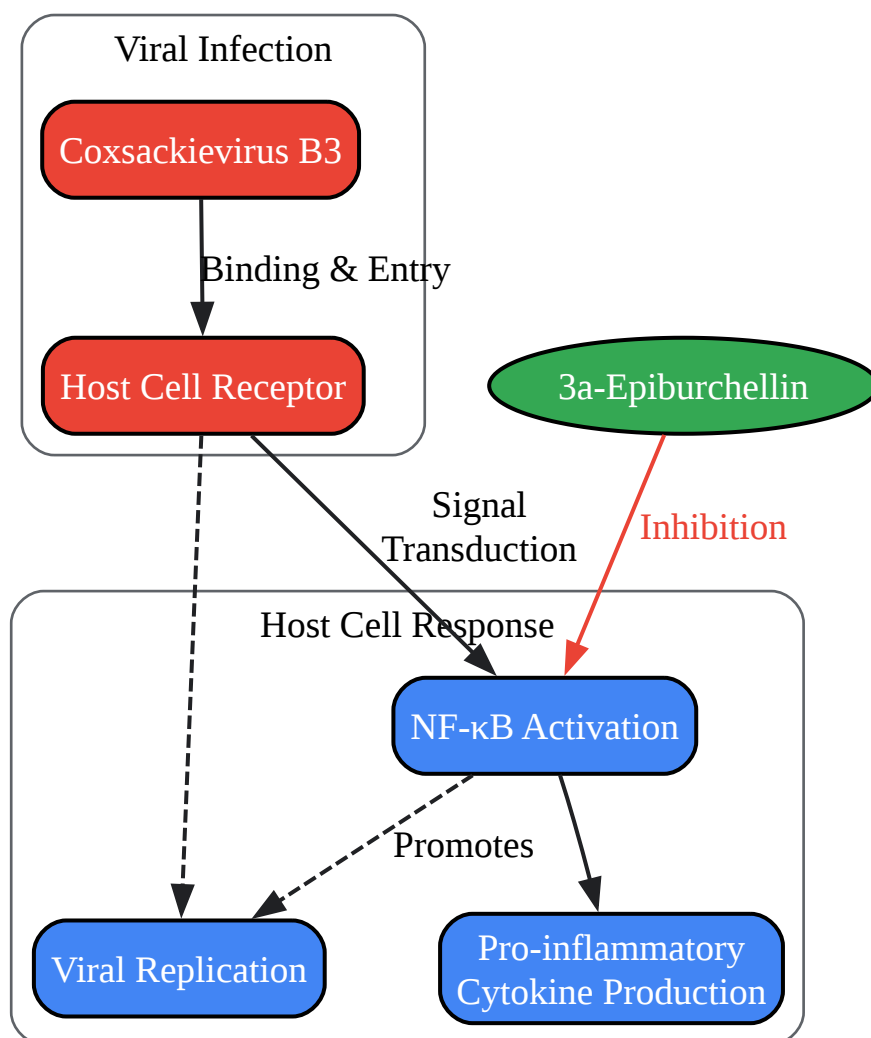 Viral Infection
Coxsackievirus B3
Binding & Entry
Host Cell Receptor
3a-Epiburchellin
Signal
Transduction
Inhibition
Host Cell Response
NF-κB Activation
Promotes
Viral Replication
Pro-inflammatory
Cytokine Production